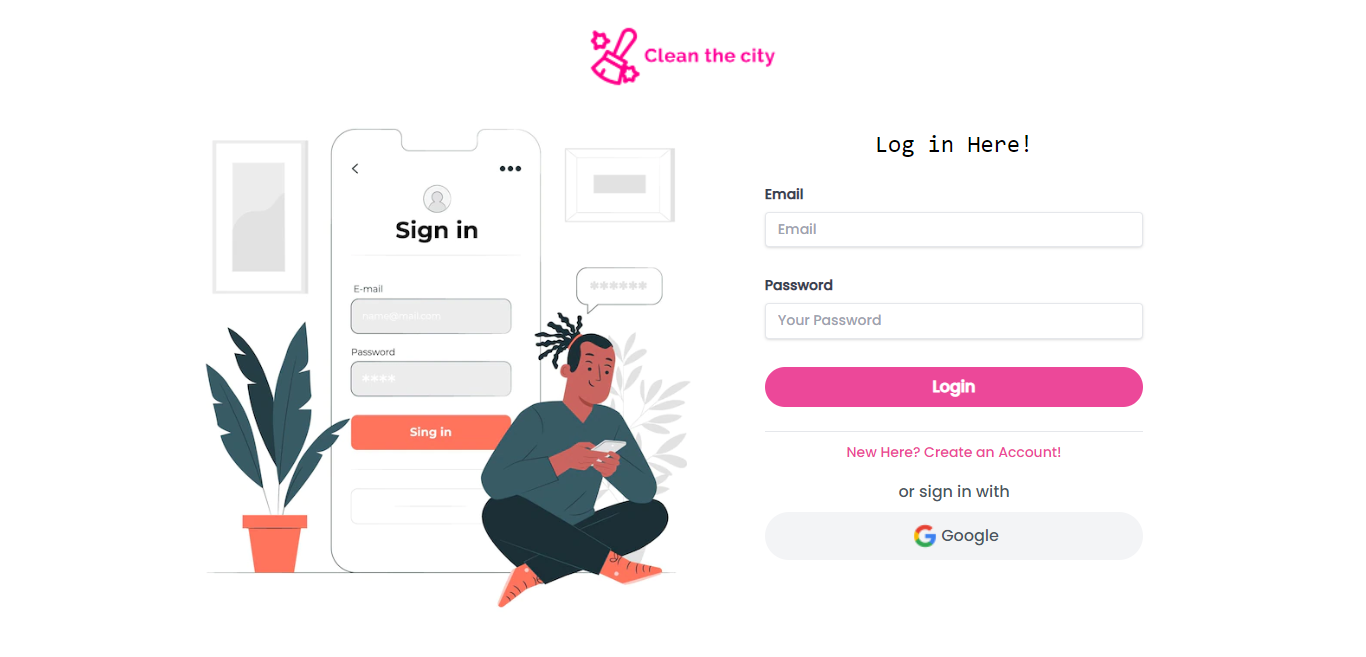 Clean the city
Sign in
E-mail
name@mail.com
Password
****
Sing in
******
Log in Here!
Email
Email
Password
Your Password
Login
New Here? Create an Account!
or sign in with
Google